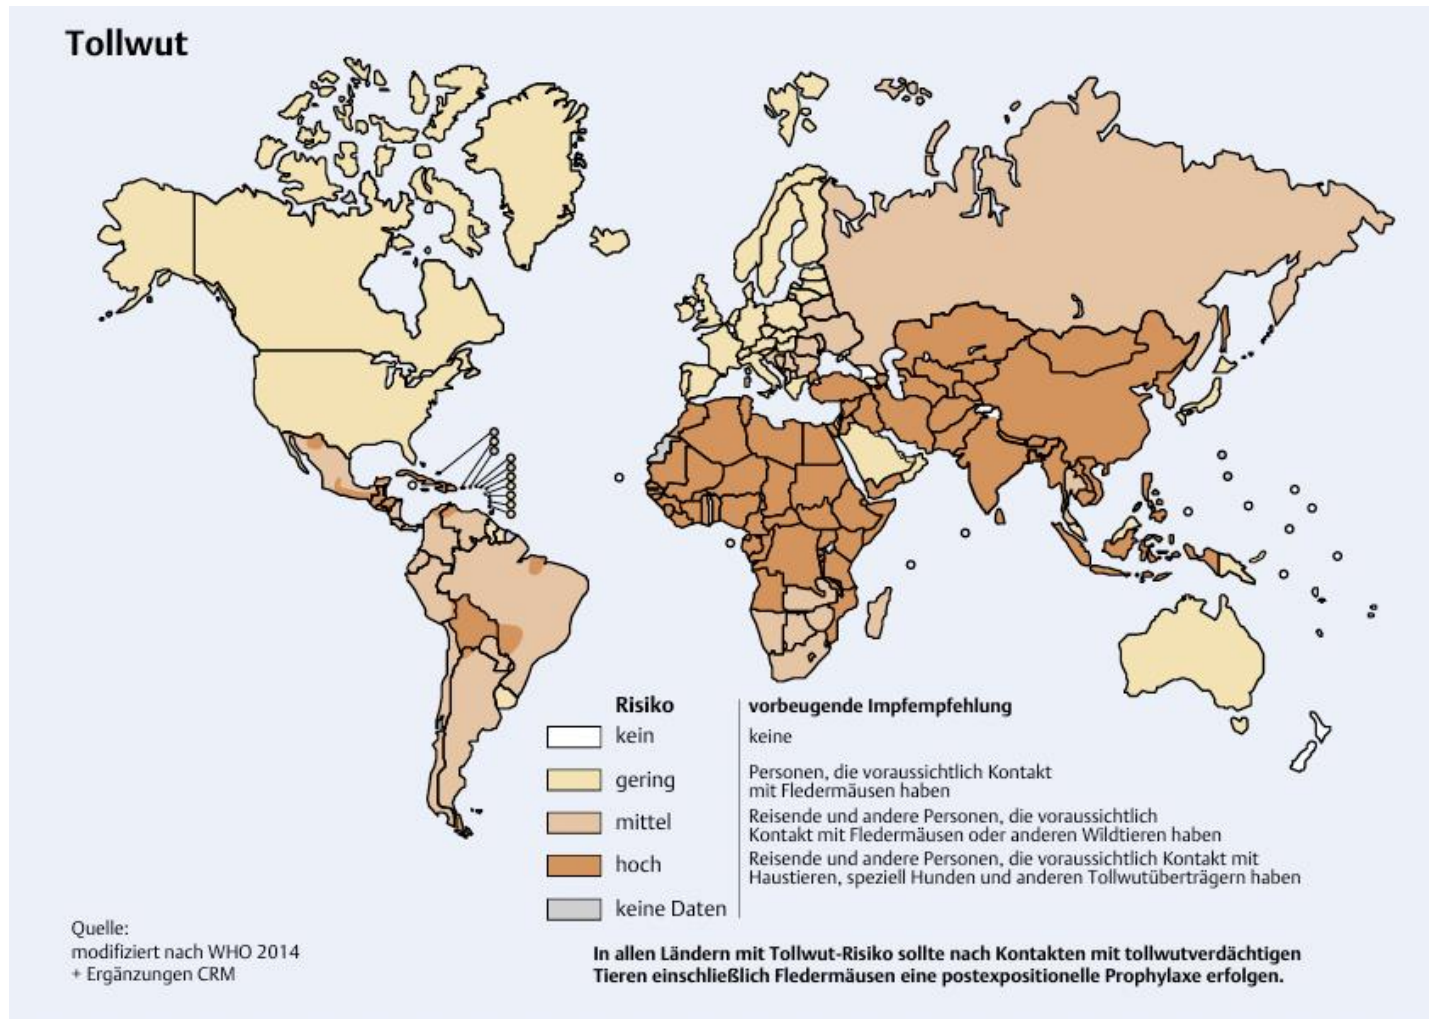 Tollwut
Risiko
vorbeugende Impfempfehlung
kein
keine
gering
Personen, die voraussichtlich Kontakt
mit Fledermäusen haben
mittel
Reisende und andere Personen, die voraussichtlich
Kontakt mit Fledermäusen oder anderen Wildtieren haben
hoch
Reisende und andere Personen, die voraussichtlich Kontakt mit
Haustieren, speziell Hunden und anderen Tollwutüberträgern haben
keine Daten
Quelle:
modifiziert nach WHO 2014
+ Ergänzungen CRM
In allen Ländern mit Tollwut-Risiko sollte nach Kontakten mit tollwutverdächtigen
Tieren einschließlich Fledermäusen eine postexpositionelle Prophylaxe erfolgen.